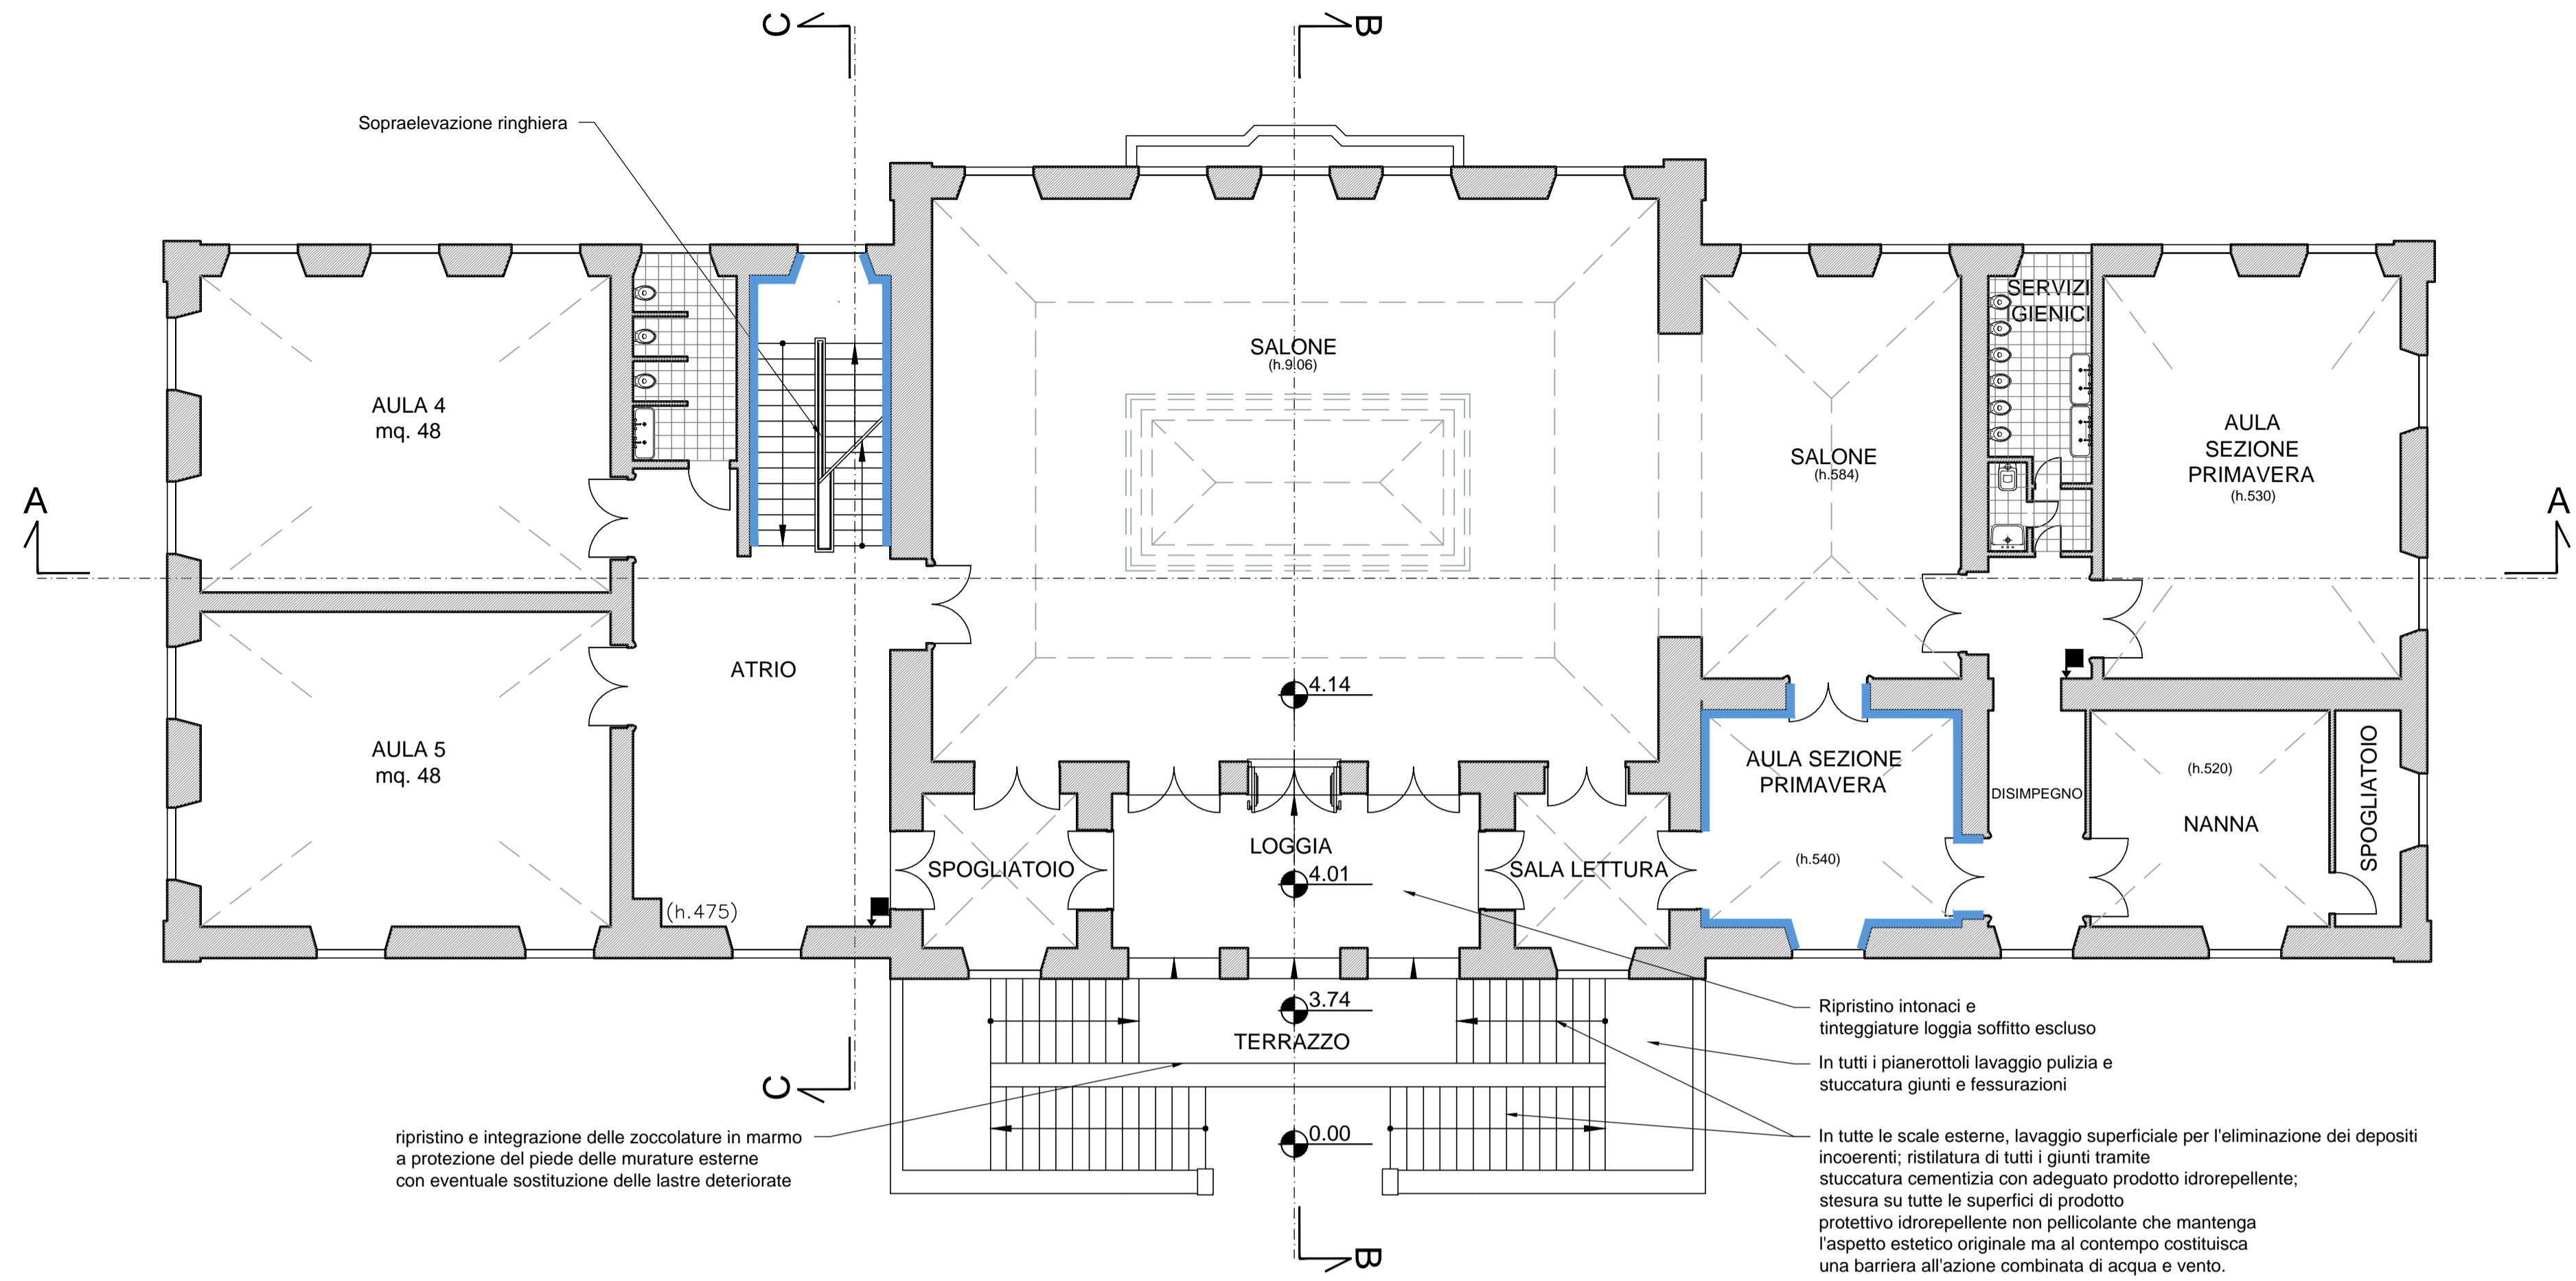 C
B
Sopraelevazione ringhiera
SERVIZI
IGIENICI
SALONE
(h.9.06)
AULA 4
mq. 48
AULA
SEZIONE
PRIMAVERA
(h.530)
SALONE
(h.584)
A
A
ATRIO
4.14
AULA 5
mq. 48
AULA SEZIONE
PRIMAVERA
(h.540)
DISIMPEGNO
(h.520)
NANNA
SPOGLIATOIO
SPOGLIATOIO
LOGGIA
4.01
SALA LETTURA
(h.475)
3.74
TERRAZZO
0.00
C
B
Ripristino intonaci e
tinteggiature loggia soffitto escluso
In tutti i pianerottoli lavaggio pulizia e
stuccatura giunti e fessurazioni
ripristino e integrazione delle zoccolature in marmo
a protezione del piede delle murature esterne
con eventuale sostituzione delle lastre deteriorate
In tutte le scale esterne, lavaggio superficiale per l'eliminazione dei depositi
incoerenti; ristilatura di tutti i giunti tramite
stuccatura cementizia con adeguato prodotto idrorepellente;
stesura su tutte le superfici di prodotto
protettivo idrorepellente non pellicolante che mantenga
l'aspetto estetico originale ma al contempo costituisca
una barriera all'azione combinata di acqua e vento.